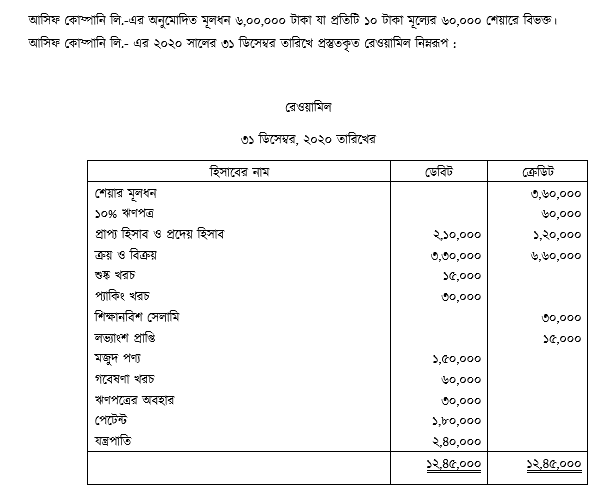 আসিফ কোম্পানি লি.-এর অনুমোদিত মূলধন ৬,০০,০০০ টাকা যা প্রতিটি ১০ টাকা মূল্যের ৬০,০০০ শেয়ারে বিভক্ত।
আসিফ কোম্পানি লি.- এর ২০২০ সালের ৩১ ডিসেম্বর তারিখে প্রস্তুতকৃত রেওয়ামিল নিম্নরূপ :
রেওয়ামিল
৩১ ডিসেম্বর, ২০২০ তারিখের
হিসাবের নাম ডেবিট ক্রেডিট
শেয়ার মূলধন ৩,৬০,০০০
১০% ঋণপত্র ৬০,০০০
প্রাপ্য হিসাব ও প্রদেয় হিসাব ২,১০,০০০ ১,২০,০০০
ক্রয় ও বিক্রয় ৩,৩০,০০০ ৬,৬০,০০০
শুল্ক খরচ ১৫,০০০
প্যাকিং খরচ ৩০,০০০
শিক্ষানবিশ সেলামি ৩০,০০০
লভ্যাংশ প্রাপ্তি ১৫,০০০
মজুদ পণ্য ১,৫০,০০০
গবেষণা খরচ ৬০,০০০
ঋণপত্রের অবহার ৩০,০০০
পেটেন্ট ১,৮০,০০০
যন্ত্রপাতি ২,৪০,০০০
১২,৪৫,০০০ ১২,৪৫,০০০